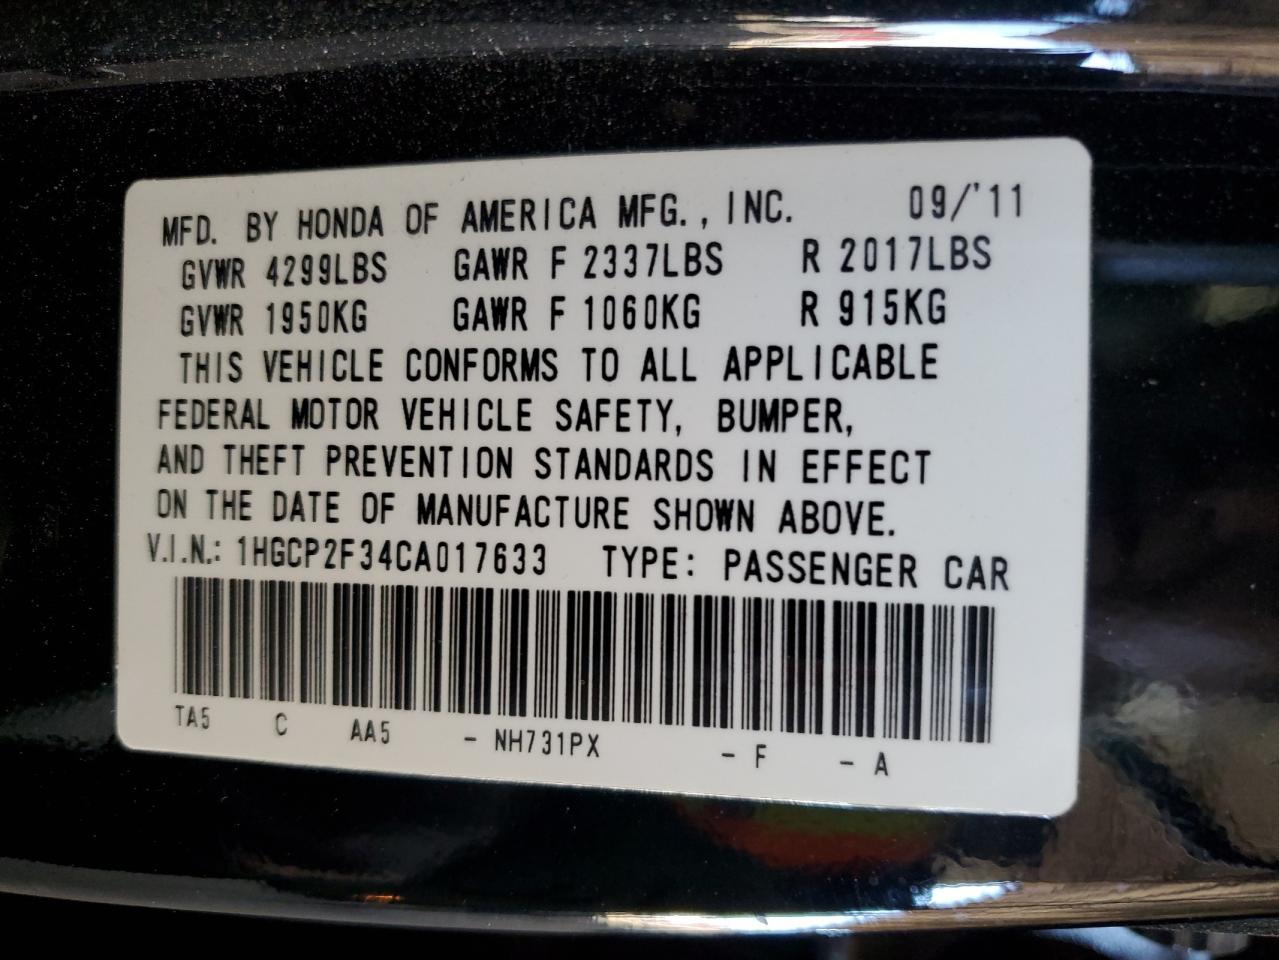 MFD. BY HONDA OF AMERICA MFG., INC. 09/'11
GVWR 4299LBS GAWR F 2337LBS R 2017LBS
GVWR 1950KG GAWR F 1060KG R 915KG
THIS VEHICLE CONFORMS TO ALL APPLICABLE
FEDERAL MOTOR VEHICLE SAFETY, BUMPER,
AND THEFT PREVENTION STANDARDS IN EFFECT
ON THE DATE OF MANUFACTURE SHOWN ABOVE.
V.I.N.: 1HGCP2F34CA017633 TYPE: PASSENGER CAR
TA5 C AA5 - NH731PX - F - A